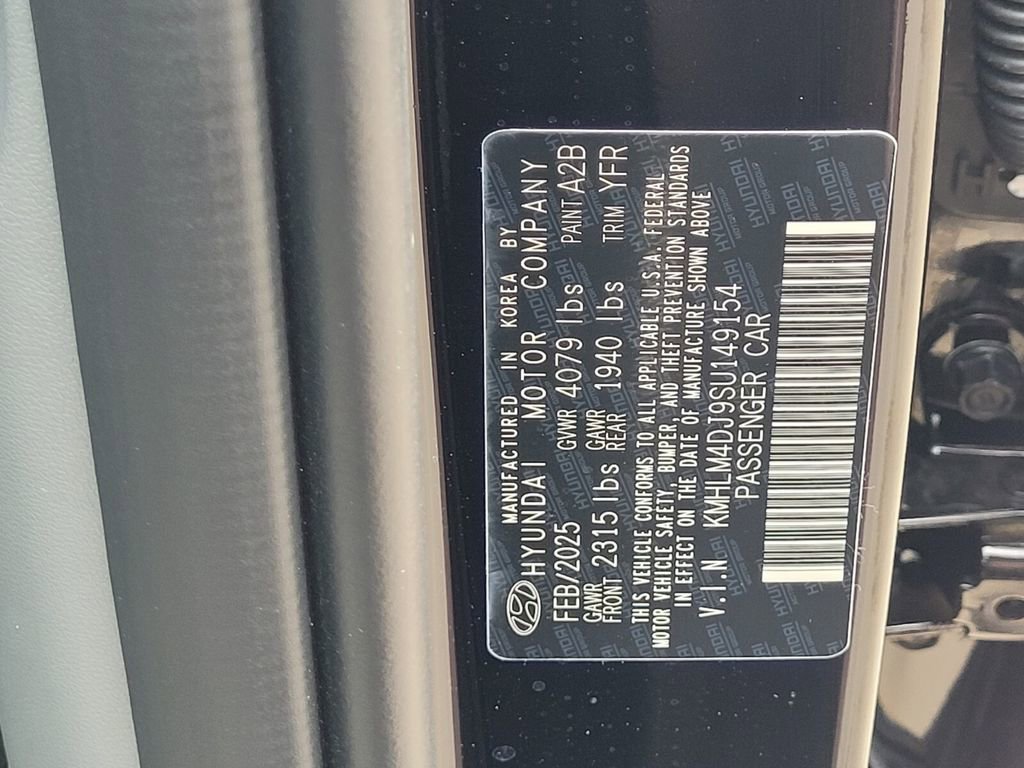 MANUFACTURED IN KOREA BY
HYUNDAI MOTOR COMPANY
FEB/2025 GVWR 4079 lbs PAINT A2B
GAWR FRONT 2315 lbs GAWR REAR 1940 lbs TRIM YFR
THIS VEHICLE CONFORMS TO ALL APPLICABLE U.S.A. FEDERAL
MOTOR VEHICLE SAFETY, BUMPER, AND THEFT PREVENTION STANDARDS
IN EFFECT ON THE DATE OF MANUFACTURE SHOWN ABOVE
V.I.N KMHLM4DJ9SU149154
PASSENGER CAR